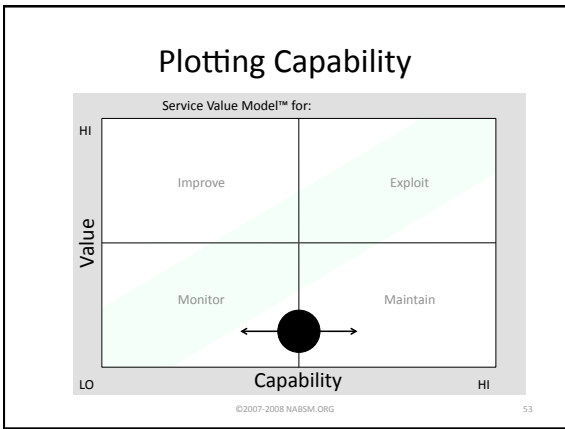 Plotting Capability
Service Value Model™ for:
HI
Improve
Exploit
Value
Monitor
Maintain
LO
Capability
HI
©2007-2008 NABSM.ORG
53